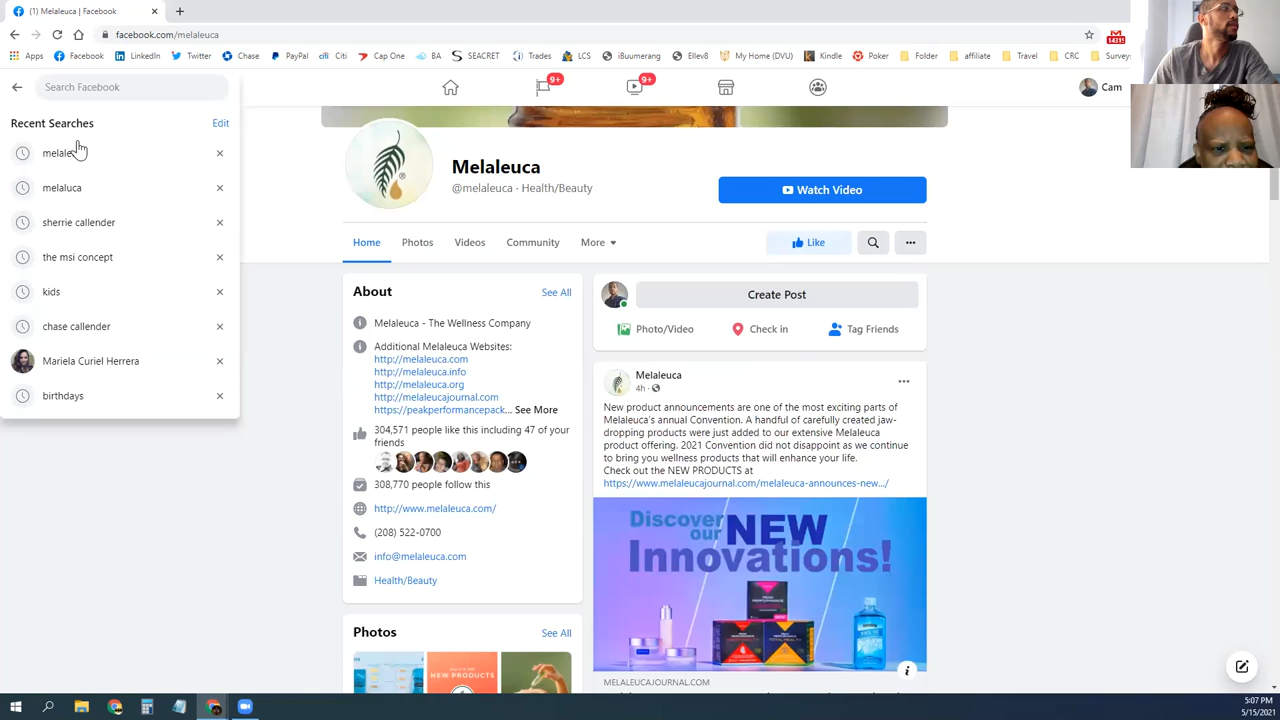 (1) Melaleuca | Facebook
facebook.com/melaleuca
14315
Apps Facebook LinkedIn Twitter Chase PayPal Citi Cap One BA SEACRET Trades LCS iBuumerang Ellev8 My Home (DVU) Kindle Poker Folder affiliate Travel CRC Surveys
Search Facebook
9+
9+
Cam
Recent Searches
Edit
melale
melaluca
sherrie callender
the msi concept
kids
chase callender
Mariela Curiel Herrera
birthdays
Melaleuca
@melaleuca · Health/Beauty
Watch Video
Home Photos Videos Community More
Like
About
See All
Melaleuca - The Wellness Company
Additional Melaleuca Websites:
http://melaleuca.com
http://melaleuca.info
http://melaleuca.org
http://melaleucajournal.com
https://peakperformancepack... See More
304,571 people like this including 47 of your
friends
308,770 people follow this
http://www.melaleuca.com/
(208) 522-0700
info@melaleuca.com
Health/Beauty
Photos
See All
NEW PRODUCTS
Create Post
Photo/Video
Check in
Tag Friends
Melaleuca
4h ·
New product announcements are one of the most exciting parts of
Melaleuca's annual Convention. A handful of carefully created jaw-
dropping products were just added to our extensive Melaleuca
product offering. 2021 Convention did not disappoint as we continue
to bring you wellness products that will enhance your life.
Check out the NEW PRODUCTS at
https://www.melaleucajournal.com/melaleuca-announces-new.../
Discover
our NEW
Innovations!
MELALEUCAJOURNAL.COM
5:07 PM
5/15/2021